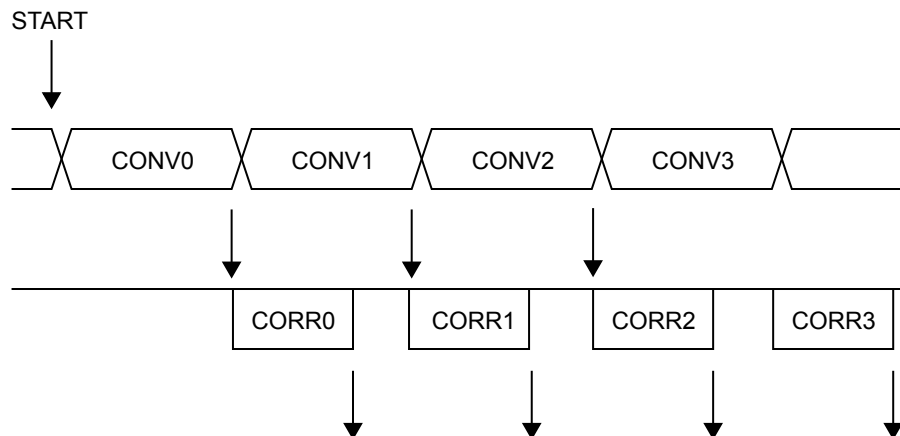 START
CONV0 CONV1 CONV2 CONV3
CORR0 CORR1 CORR2 CORR3